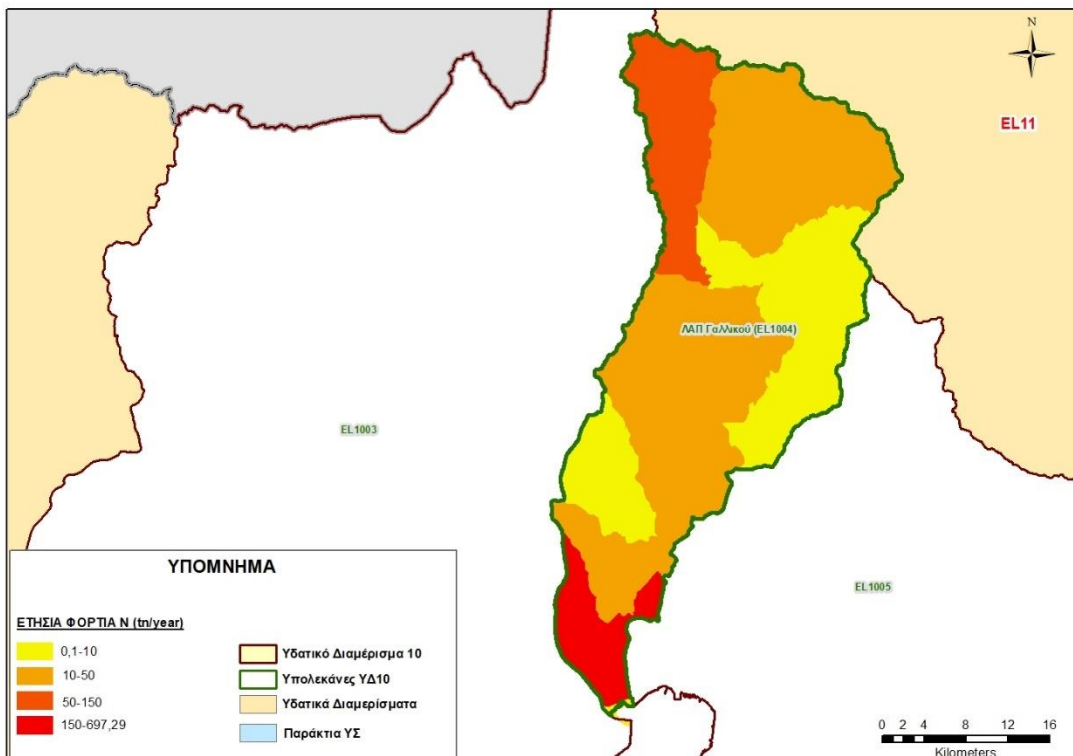 N
EL11
ΛΑΠ Γαλλικού (EL1004)
EL1003
EL1005
ΥΠΟΜΝΗΜΑ
ΕΤΗΣΙΑ ΦΟΡΤΙΑ Ν (tn/year)
0,1-10
10-50
50-150
150-697,29
Υδατικό Διαμέρισμα 10
Υπολεκάνες ΥΔ10
Υδατικά Διαμερίσματα
Παράκτια ΥΣ
0 2 4 8 12 16
Kilometers